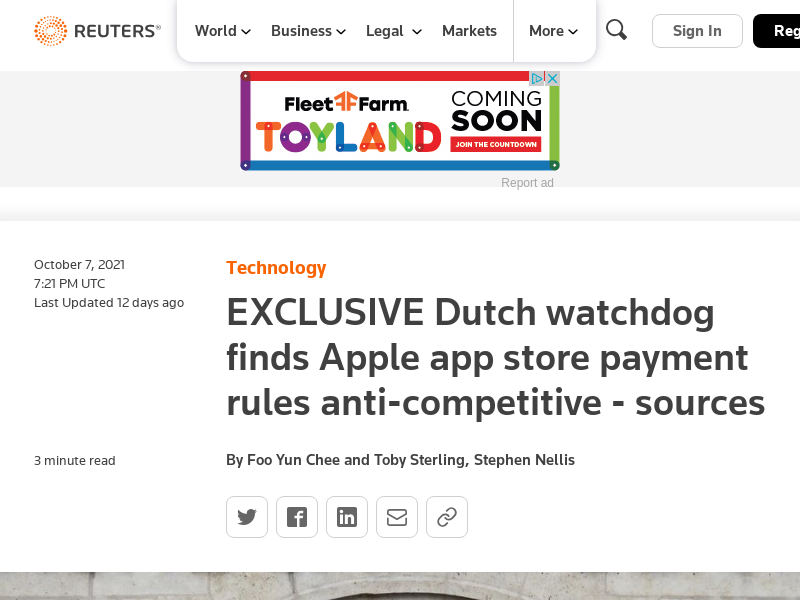 REUTERS®
World
Business
Legal
Markets
More
Sign In
Reg
Fleet Farm
TOYLAND
COMING
SOON
JOIN THE COUNTDOWN
Report ad
October 7, 2021
7:21 PM UTC
Last Updated 12 days ago
Technology
EXCLUSIVE Dutch watchdog
finds Apple app store payment
rules anti-competitive - sources
3 minute read
By Foo Yun Chee and Toby Sterling, Stephen Nellis